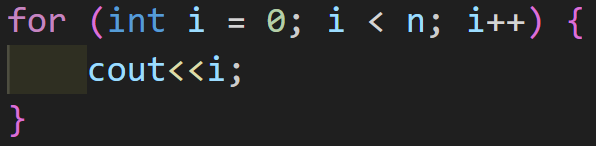 for (int i = 0; i < n; i++) {
    cout<<i;
}